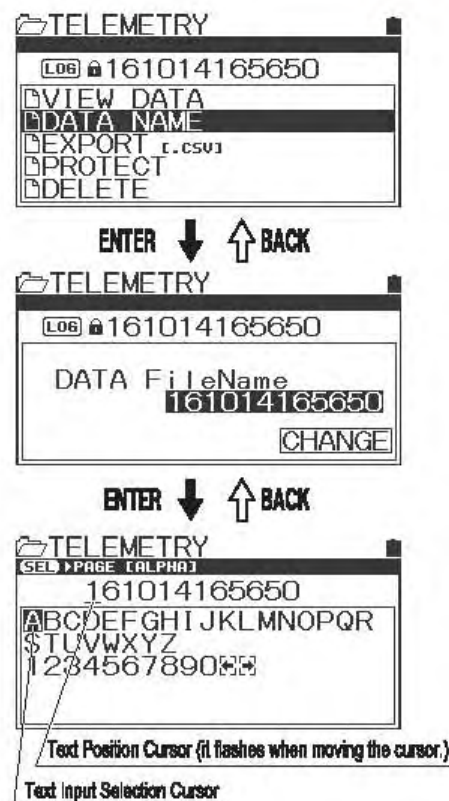 TELEMETRY
LOG 161014165650
VIEW DATA
DATA NAME
EXPORT [.CSV]
PROTECT
DELETE
ENTER BACK
TELEMETRY
LOG 161014165650
DATA FileName
161014165650
CHANGE
ENTER BACK
TELEMETRY
SEL PAGE [ALPHA]
161014165650
ABCDEFGHIJKLMNOPQR
STUVWXYZ
1234567890
Text Position Cursor (it flashes when moving the cursor.)
Text Input Selection Cursor